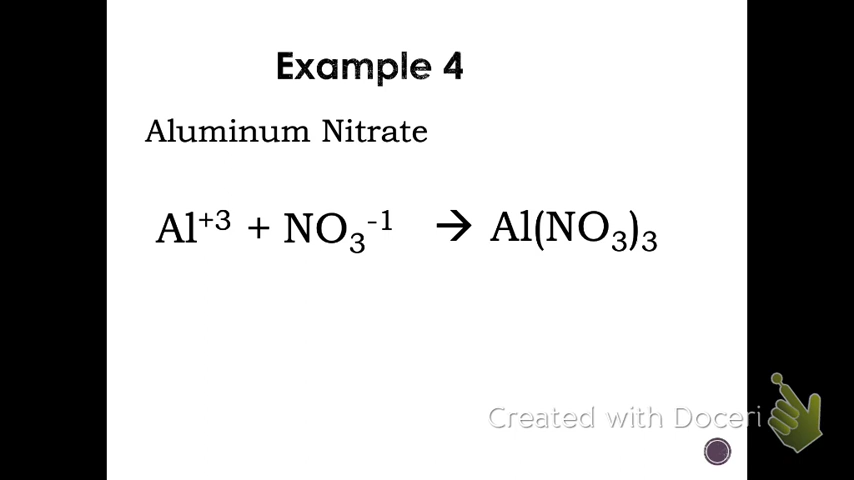 Example 4
Aluminum Nitrate
Al⁺³ + NO₃⁻¹ → Al(NO₃)₃
Created with Doceri